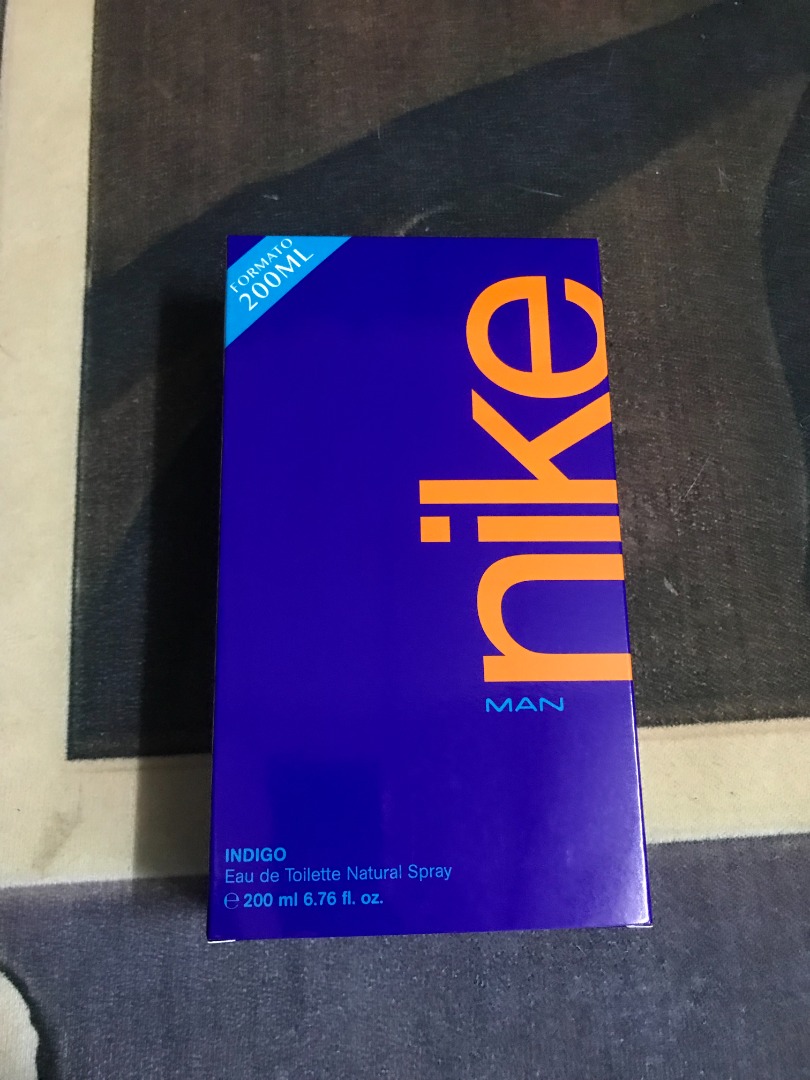 FORMATO
200ML
nike
MAN
INDIGO
Eau de Toilette Natural Spray
℮ 200 ml 6.76 fl. oz.